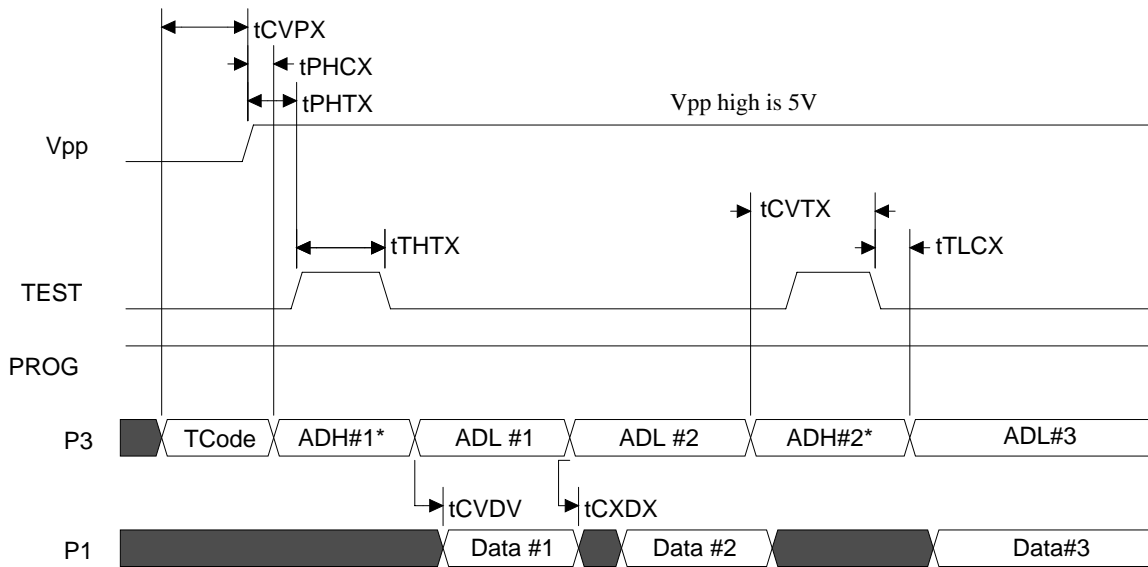 tCVPX
tPHCX
tPHTX
Vpp high is 5V
Vpp
tCVTX
tTHTX
tTLCX
TEST
PROG
P3 TCode ADH#1* ADL #1 ADL #2 ADH#2* ADL#3
tCVDV tCXDX
P1 Data #1 Data #2 Data#3